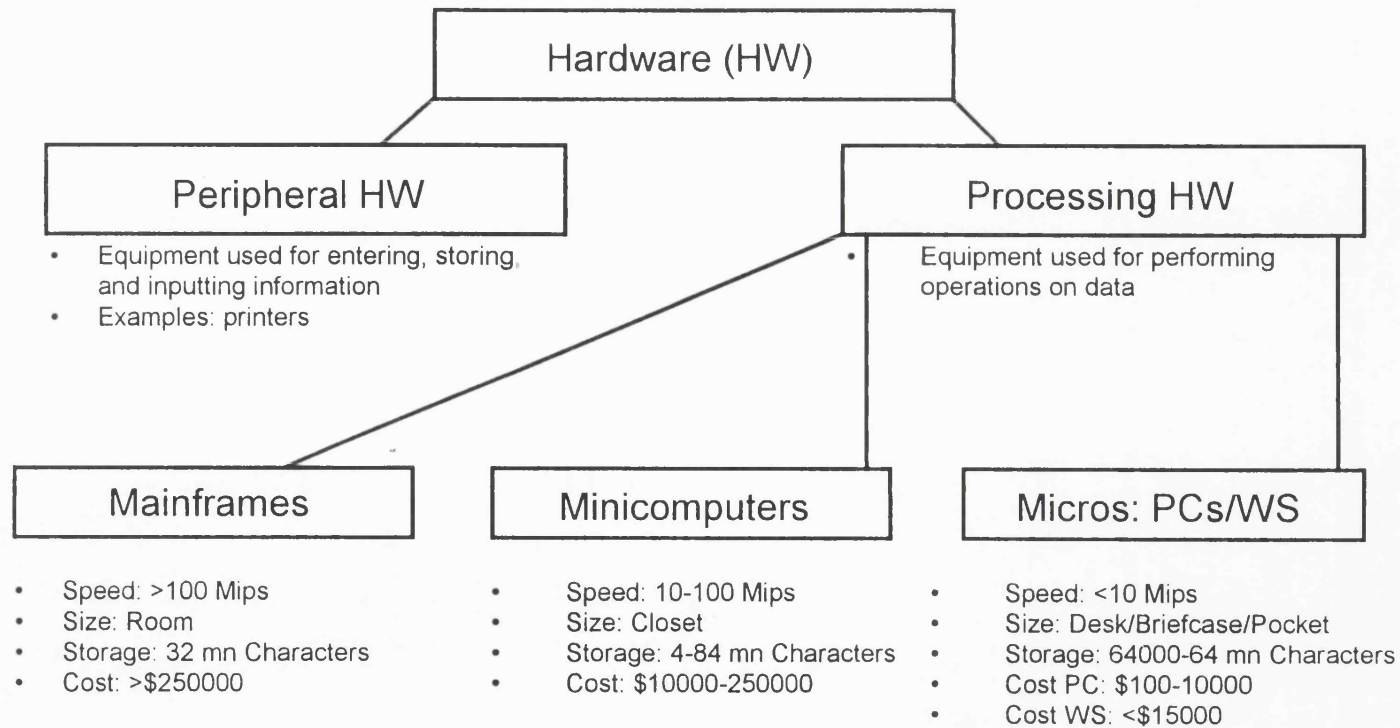 Hardware (HW)
Peripheral HW
Processing HW
• Equipment used for entering, storing,
and inputting information
• Examples: printers
• Equipment used for performing
operations on data
Mainframes
Minicomputers
Micros: PCs/WS
• Speed: >100 Mips
• Size: Room
• Storage: 32 mn Characters
• Cost: >$250000
• Speed: 10-100 Mips
• Size: Closet
• Storage: 4-84 mn Characters
• Cost: $10000-250000
• Speed: <10 Mips
• Size: Desk/Briefcase/Pocket
• Storage: 64000-64 mn Characters
• Cost PC: $100-10000
• Cost WS: <$15000